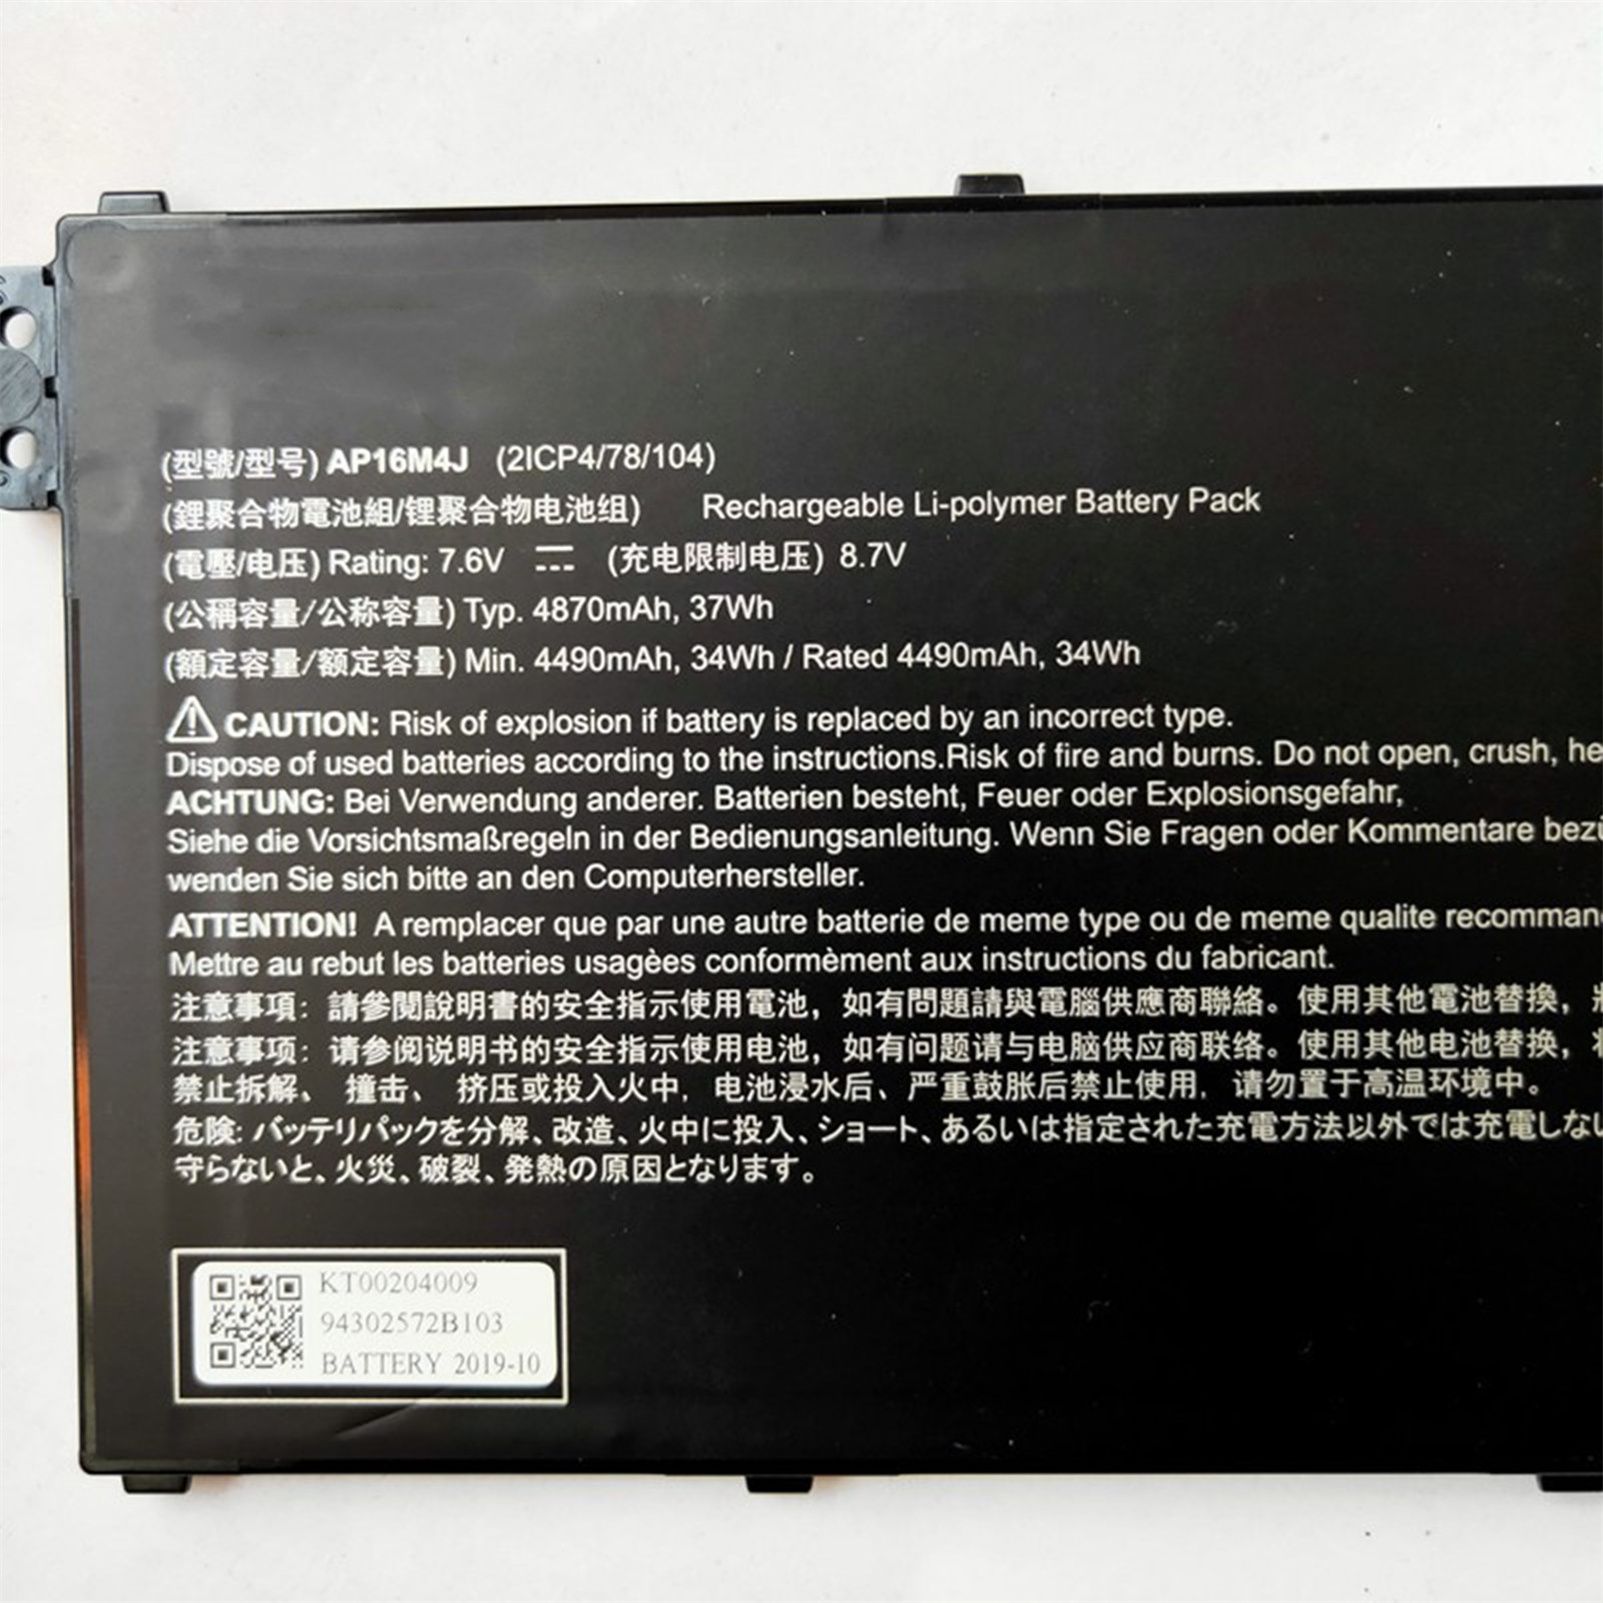 (型號/型号) AP16M4J (2ICP4/78/104)
(鋰聚合物電池組/锂聚合物电池组) Rechargeable Li-polymer Battery Pack
(電壓/电压) Rating: 7.6V (充电限制电压) 8.7V
(公稱容量/公称容量) Typ. 4870mAh, 37Wh
(額定容量/额定容量) Min. 4490mAh, 34Wh / Rated 4490mAh, 34Wh
CAUTION: Risk of explosion if battery is replaced by an incorrect type.
Dispose of used batteries according to the instructions.Risk of fire and burns. Do not open, crush, he
ACHTUNG: Bei Verwendung anderer. Batterien besteht, Feuer oder Explosionsgefahr,
Siehe die Vorsichtsmaßregeln in der Bedienungsanleitung. Wenn Sie Fragen oder Kommentare bezü
wenden Sie sich bitte an den Computerhersteller.
ATTENTION! A remplacer que par une autre batterie de meme type ou de meme qualite recomman
Mettre au rebut les batteries usagèes conformèment aux instructions du fabricant.
注意事項：請參閱說明書的安全指示使用電池，如有問題請與電腦供應商聯絡。使用其他電池替換，
注意事项：请参阅说明书的安全指示使用电池，如有问题请与电脑供应商联络。使用其他电池替换，
禁止拆解、 撞击、 挤压或投入火中，电池浸水后、严重鼓胀后禁止使用，请勿置于高温环境中。
危険: バッテリパックを分解、改造、火中に投入、ショート、あるいは指定された充電方法以外では充電しない
守らないと、火災、破裂、発熱の原因となります。
KT00204009
94302572B103
BATTERY 2019-10